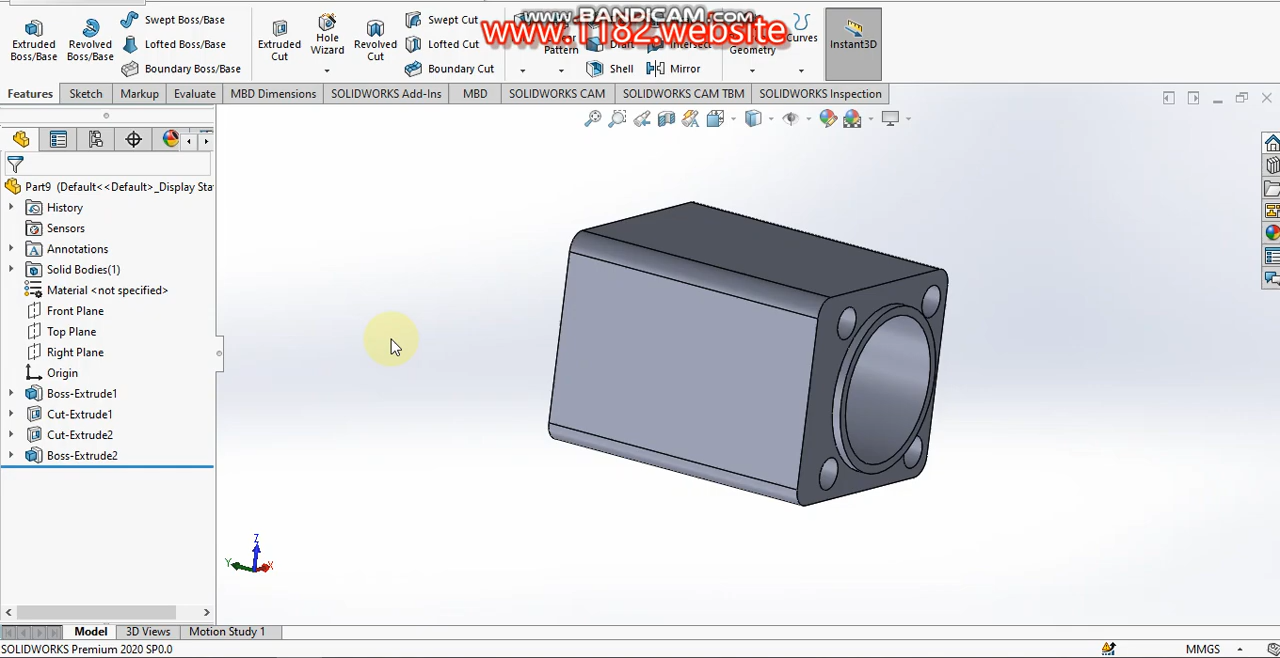 www.BANDICAM.com
www.1182.website
Extruded Boss/Base
Revolved Boss/Base
Swept Boss/Base
Lofted Boss/Base
Boundary Boss/Base
Extruded Cut
Hole Wizard
Revolved Cut
Swept Cut
Lofted Cut
Boundary Cut
Pattern
Draft
Shell
Intersect
Mirror
Geometry
Curves
Instant3D
Features
Sketch
Markup
Evaluate
MBD Dimensions
SOLIDWORKS Add-Ins
MBD
SOLIDWORKS CAM
SOLIDWORKS CAM TBM
SOLIDWORKS Inspection
Part9 (Default<<Default>_Display Sta
History
Sensors
Annotations
Solid Bodies(1)
Material <not specified>
Front Plane
Top Plane
Right Plane
Origin
Boss-Extrude1
Cut-Extrude1
Cut-Extrude2
Boss-Extrude2
Z
Y
X
Model
3D Views
Motion Study 1
SOLIDWORKS Premium 2020 SP0.0
MMGS